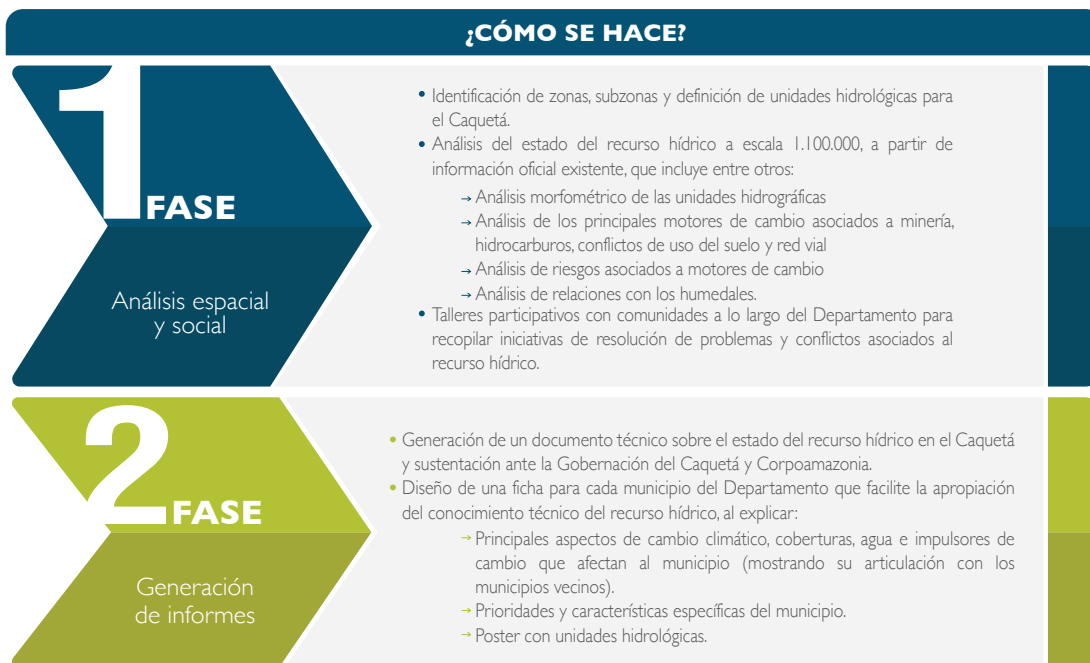 ¿CÓMO SE HACE?
1
FASE
Análisis espacial
y social
• Identificación de zonas, subzonas y definición de unidades hidrológicas para
el Caquetá.
• Análisis del estado del recurso hídrico a escala 1.100.000, a partir de
información oficial existente, que incluye entre otros:
→ Análisis morfométrico de las unidades hidrográficas
→ Análisis de los principales motores de cambio asociados a minería,
hidrocarburos, conflictos de uso del suelo y red vial
→ Análisis de riesgos asociados a motores de cambio
→ Análisis de relaciones con los humedales.
• Talleres participativos con comunidades a lo largo del Departamento para
recopilar iniciativas de resolución de problemas y conflictos asociados al
recurso hídrico.
2
FASE
Generación
de informes
• Generación de un documento técnico sobre el estado del recurso hídrico en el Caquetá
y sustentación ante la Gobernación del Caquetá y Corpoamazonia.
• Diseño de una ficha para cada municipio del Departamento que facilite la apropiación
del conocimiento técnico del recurso hídrico, al explicar:
→ Principales aspectos de cambio climático, coberturas, agua e impulsores de
cambio que afectan al municipio (mostrando su articulación con los
municipios vecinos).
→ Prioridades y características específicas del municipio.
→ Poster con unidades hidrológicas.